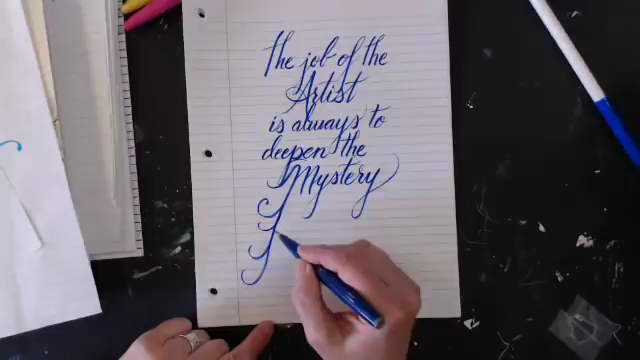 the job of the
Artist
is always to
deepen the
Mystery